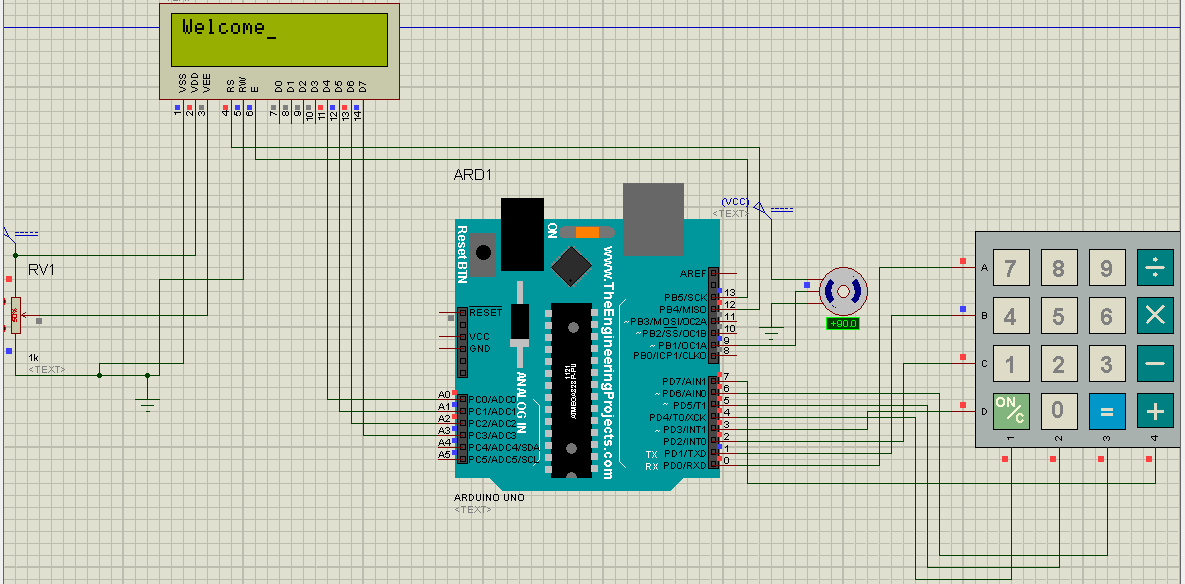 Welcome_
VSS
VDD
VEE
RS
RW
E
D0
D1
D2
D3
D4
D5
D6
D7
1
2
3
4
5
6
7
8
9
10
11
12
13
14
RV1
50%
1k
<TEXT>
ARD1
Reset BTN
ON
www.TheEngineeringProjects.com
ANALOG IN
RESET
VCC
GND
A0
A1
A2
A3
A4
A5
PC0/ADC0
PC1/ADC1
PC2/ADC2
PC3/ADC3
PC4/ADC4/SDA
PC5/ADC5/SCL
AREF
PB5/SCK
PB4/MISO
~PB3/MOSI/OC2A
~ PB2/SS/OC1B
~ PB1/OC1A
PB0/ICP1/CLKO
PD7/AIN1
~ PD6/AIN0
~ PD5/T1
PD4/T0/XCK
~ PD3/INT1
PD2/INT0
TX PD1/TXD
RX PD0/RXD
13
12
11
10
9
8
7
6
5
4
3
2
1
0
ARDUINO UNO
<TEXT>
(VCC)
<TEXT>
+90.0
A 7 8 9 ÷
B 4 5 6 ×
C 1 2 3 −
D ON/C 0 = +
1 2 3 4